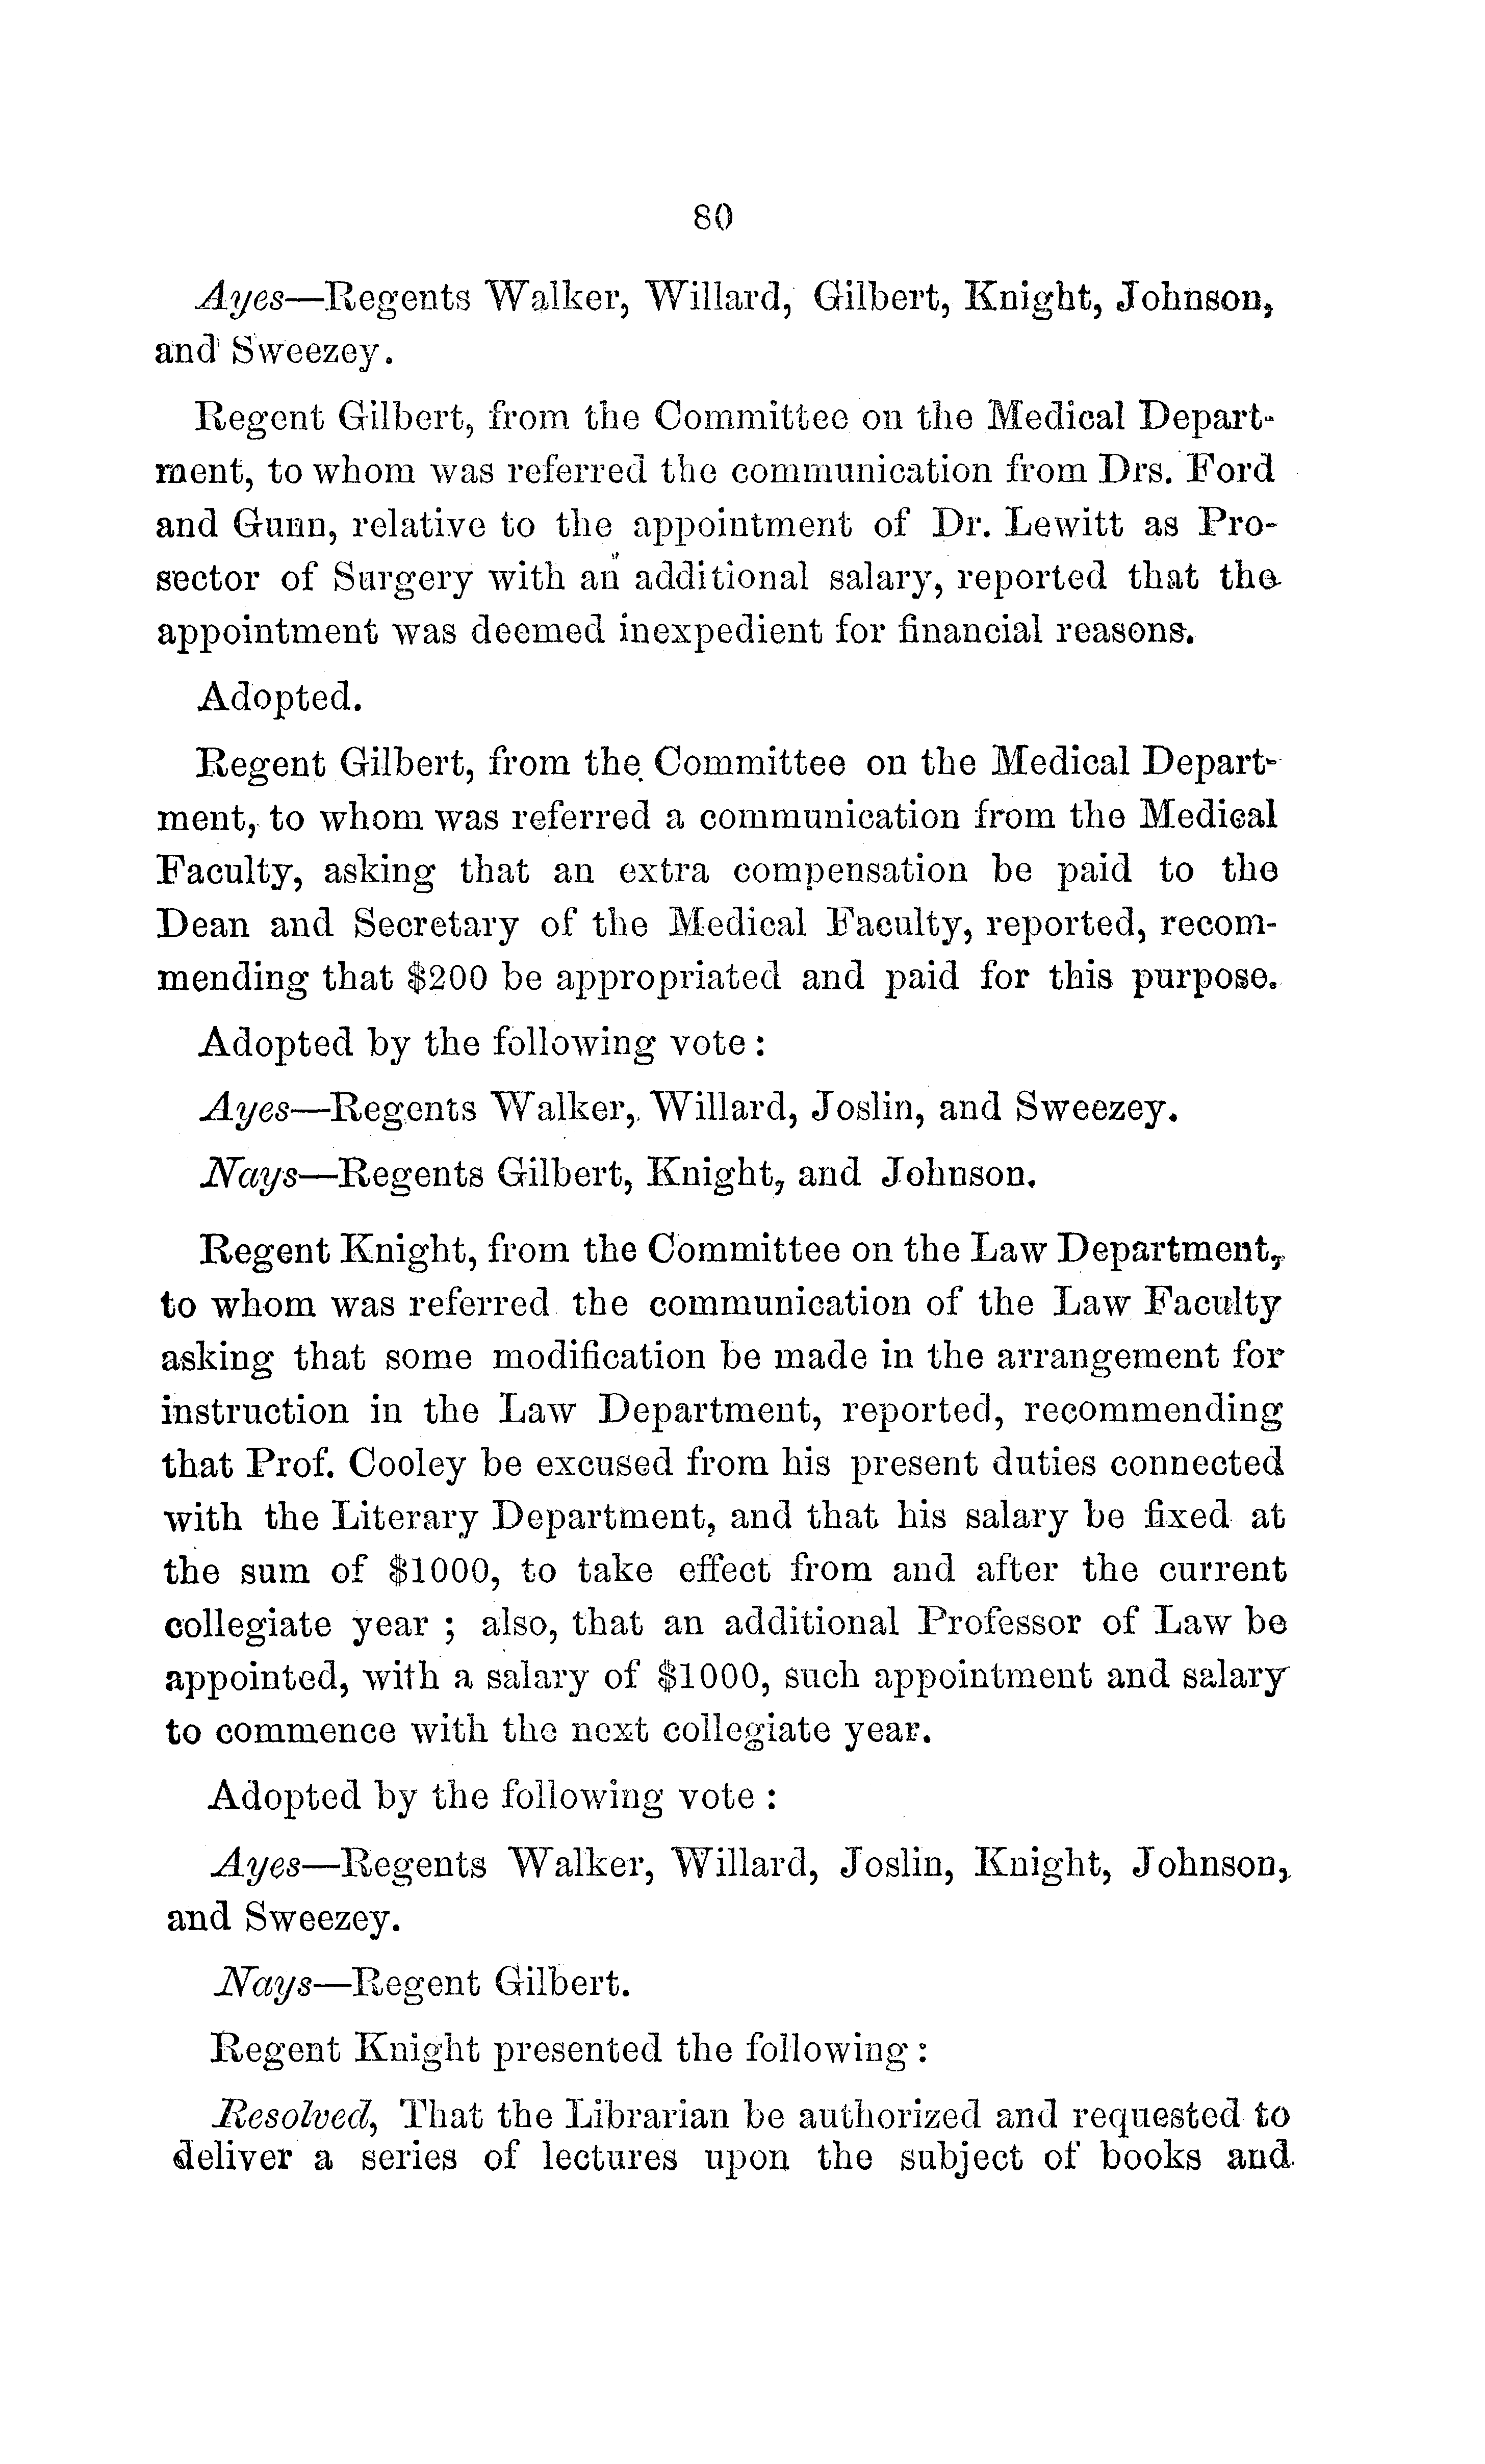 80
Ayes—Regents Walker, Willard, Gilbert, Knight, Johnson,
and Sweezey.
Regent Gilbert, from the Committee on the Medical Depart-
ment, to whom was referred the communication from Drs. Ford
and Gunn, relative to the appointment of Dr. Lewitt as Pro-
sector of Surgery with an additional salary, reported that the
appointment was deemed inexpedient for financial reasons.
Adopted.
Regent Gilbert, from the Committee on the Medical Depart-
ment, to whom was referred a communication from the Medical
Faculty, asking that an extra compensation be paid to the
Dean and Secretary of the Medical Faculty, reported, recom-
mending that $200 be appropriated and paid for this purpose.
Adopted by the following vote :
Ayes—Regents Walker, Willard, Joslin, and Sweezey.
Nays—Regents Gilbert, Knight, and Johnson.
Regent Knight, from the Committee on the Law Department,
to whom was referred the communication of the Law Faculty
asking that some modification be made in the arrangement for
instruction in the Law Department, reported, recommending
that Prof. Cooley be excused from his present duties connected
with the Literary Department, and that his salary be fixed at
the sum of $1000, to take effect from and after the current
collegiate year ; also, that an additional Professor of Law be
appointed, with a salary of $1000, such appointment and salary
to commence with the next collegiate year.
Adopted by the following vote :
Ayes—Regents Walker, Willard, Joslin, Knight, Johnson,
and Sweezey.
Nays—Regent Gilbert.
Regent Knight presented the following :
Resolved, That the Librarian be authorized and requested to
deliver a series of lectures upon the subject of books and